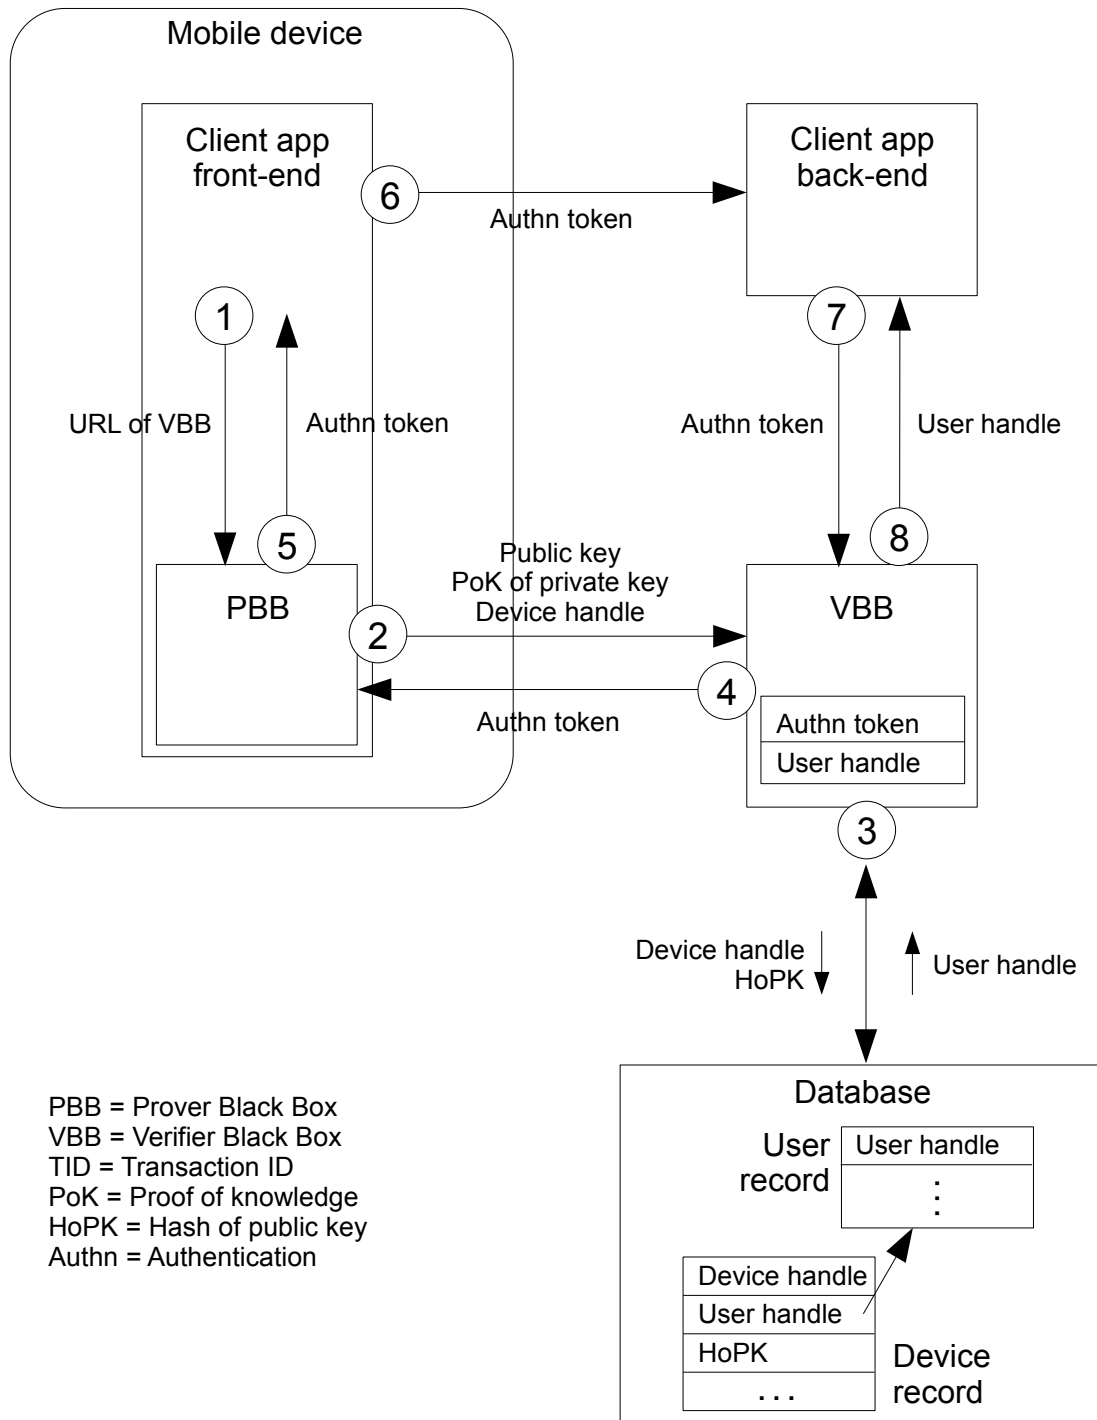 Mobile device
Client app
front-end
Client app
back-end
6
Authn token
1
7
URL of VBB
Authn token
Authn token
User handle
5
8
Public key
PoK of private key
Device handle
PBB
VBB
2
4
Authn token
Authn token
User handle
3
Device handle
HoPK
User handle
Database
PBB = Prover Black Box
VBB = Verifier Black Box
TID = Transaction ID
PoK = Proof of knowledge
HoPK = Hash of public key
Authn = Authentication
User
record
User handle
⋮
Device handle
User handle
HoPK
. . .
Device
record